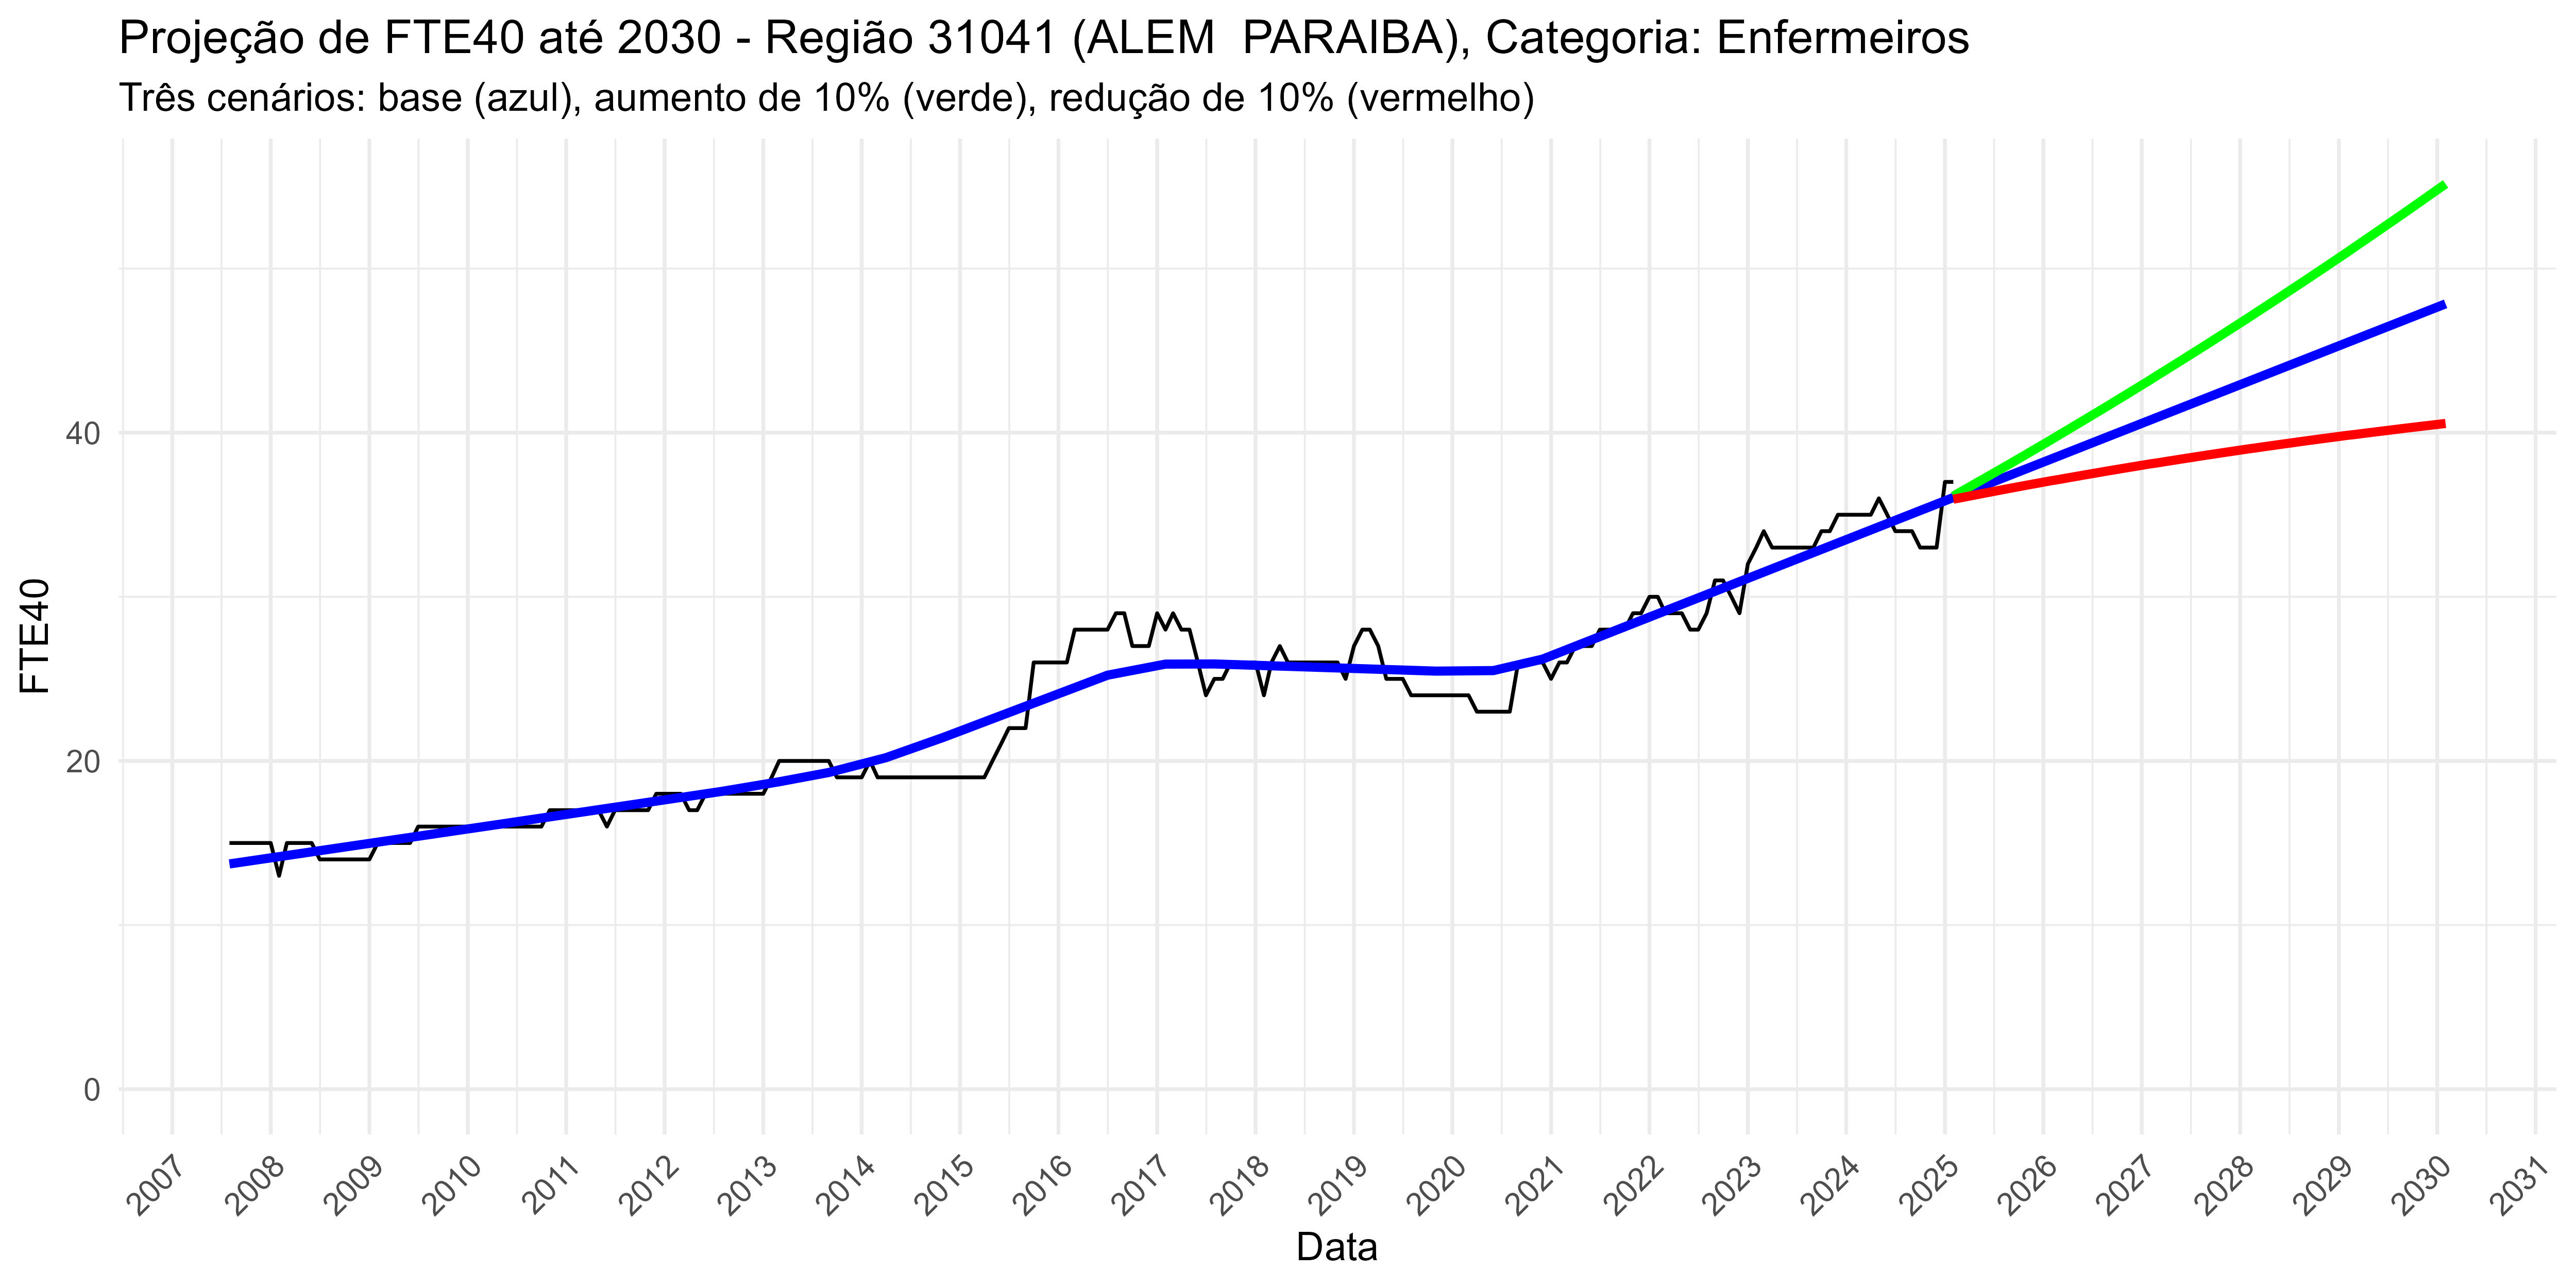 Projeção de FTE40 até 2030 - Região 31041 (ALEM  PARAIBA), Categoria: Enfermeiros
Três cenários: base (azul), aumento de 10% (verde), redução de 10% (vermelho)
FTE40
40
20
0
2007 2008 2009 2010 2011 2012 2013 2014 2015 2016 2017 2018 2019 2020 2021 2022 2023 2024 2025 2026 2027 2028 2029 2030 2031
Data